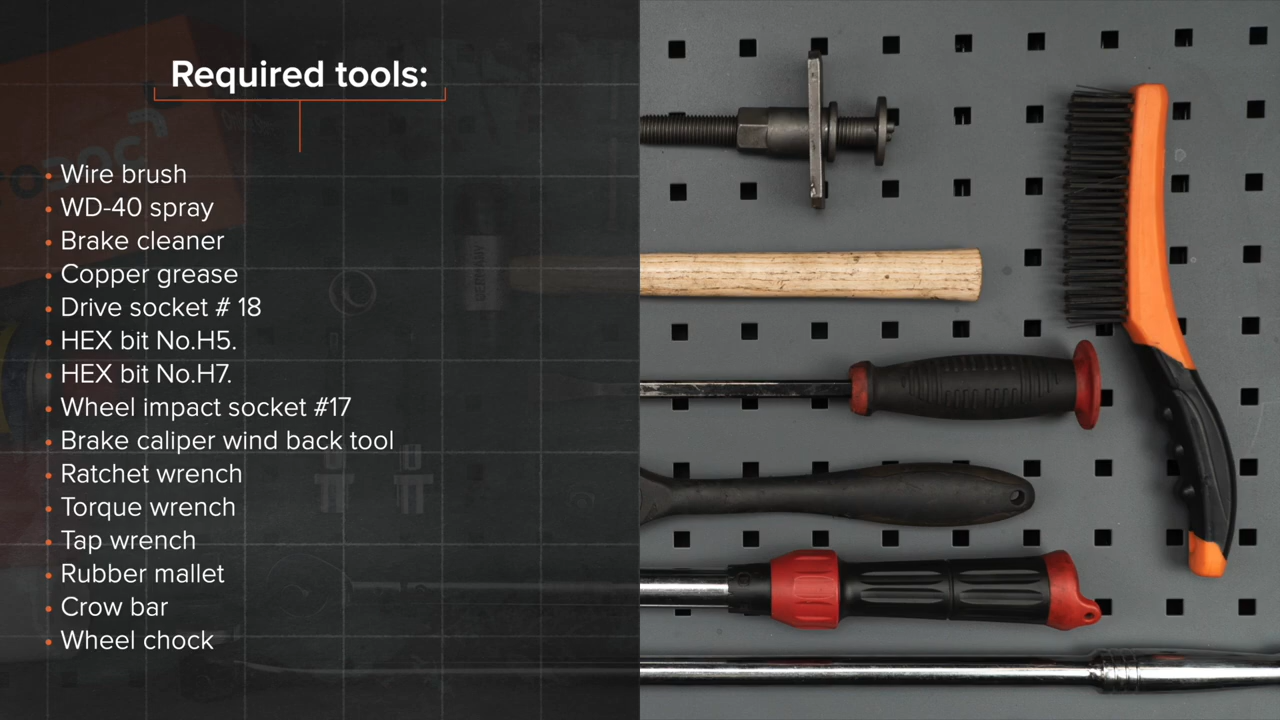 Required tools:
Wire brush
WD-40 spray
Brake cleaner
Copper grease
Drive socket # 18
HEX bit No.H5.
HEX bit No.H7.
Wheel impact socket #17
Brake caliper wind back tool
Ratchet wrench
Torque wrench
Tap wrench
Rubber mallet
Crow bar
Wheel chock
GERMANY